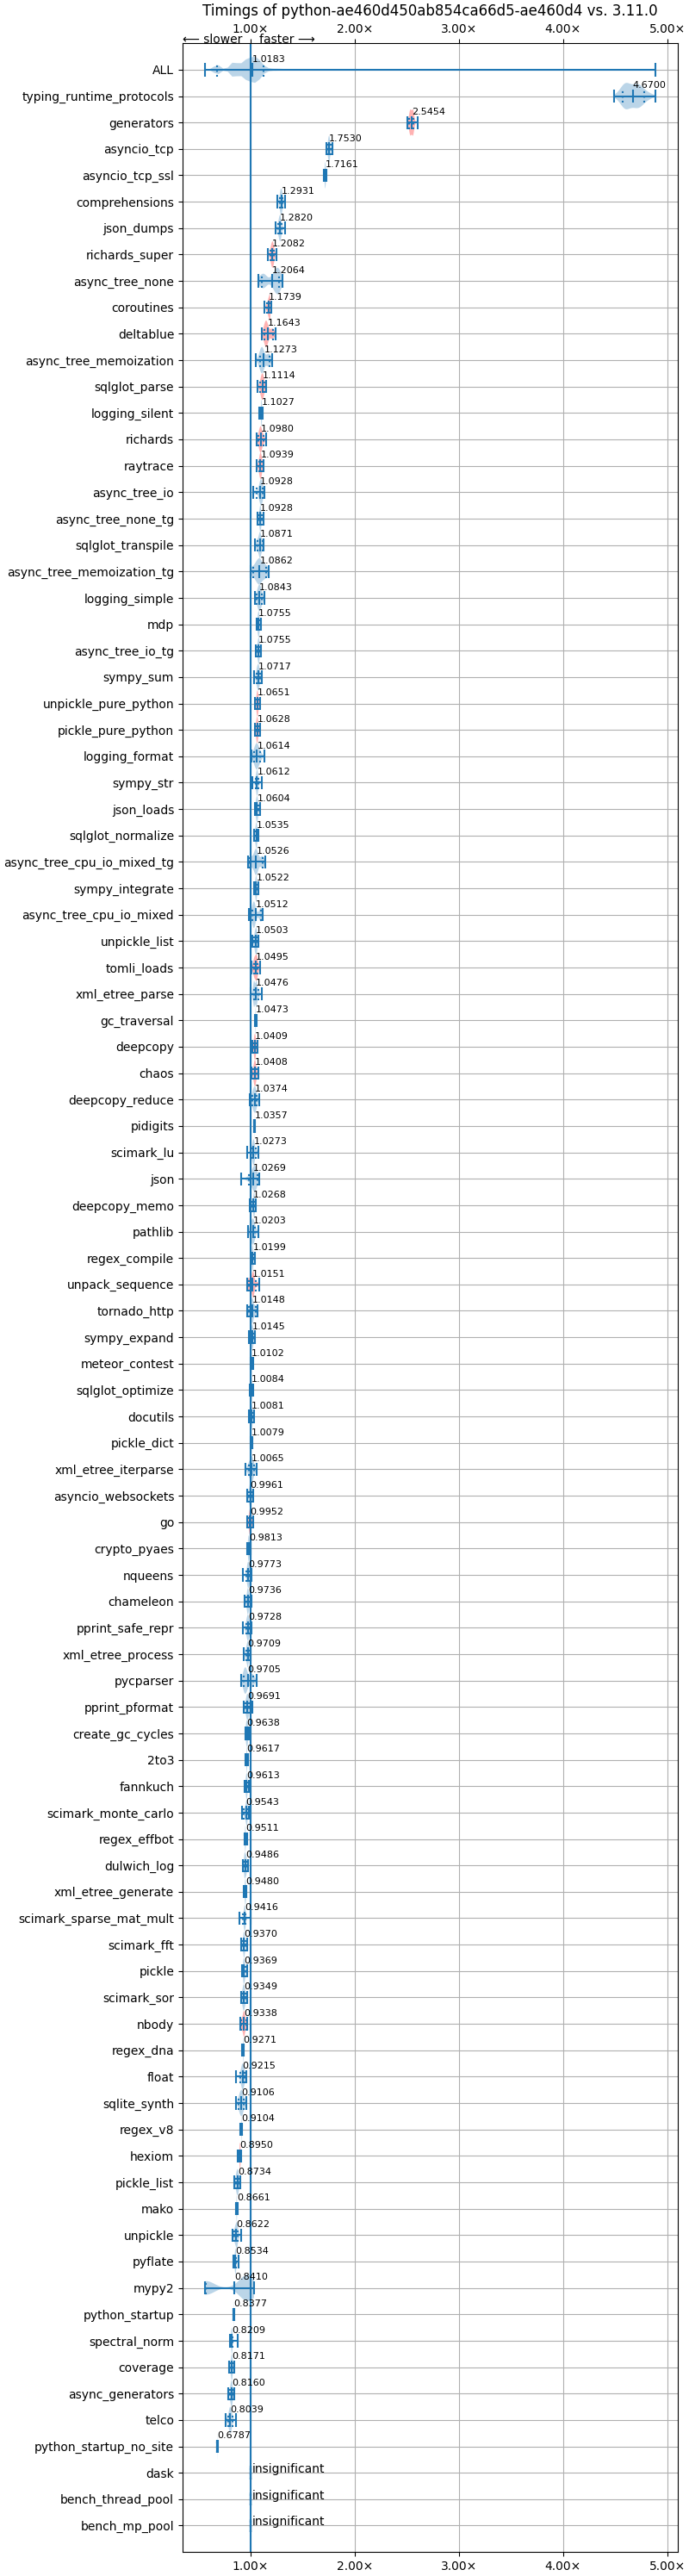 Timings of python-ae460d450ab854ca66d5-ae460d4 vs. 3.11.0
1.00× 2.00× 3.00× 4.00× 5.00×
⟵ slower faster ⟶
ALL 1.0183
typing_runtime_protocols 4.6700
generators 2.5454
asyncio_tcp 1.7530
asyncio_tcp_ssl 1.7161
comprehensions 1.2931
json_dumps 1.2820
richards_super 1.2082
async_tree_none 1.2064
coroutines 1.1739
deltablue 1.1643
async_tree_memoization 1.1273
sqlglot_parse 1.1114
logging_silent 1.1027
richards 1.0980
raytrace 1.0939
async_tree_io 1.0928
async_tree_none_tg 1.0928
sqlglot_transpile 1.0871
async_tree_memoization_tg 1.0862
logging_simple 1.0843
mdp 1.0755
async_tree_io_tg 1.0755
sympy_sum 1.0717
unpickle_pure_python 1.0651
pickle_pure_python 1.0628
logging_format 1.0614
sympy_str 1.0612
json_loads 1.0604
sqlglot_normalize 1.0535
async_tree_cpu_io_mixed_tg 1.0526
sympy_integrate 1.0522
async_tree_cpu_io_mixed 1.0512
unpickle_list 1.0503
tomli_loads 1.0495
xml_etree_parse 1.0476
gc_traversal 1.0473
deepcopy 1.0409
chaos 1.0408
deepcopy_reduce 1.0374
pidigits 1.0357
scimark_lu 1.0273
json 1.0269
deepcopy_memo 1.0268
pathlib 1.0203
regex_compile 1.0199
unpack_sequence 1.0151
tornado_http 1.0148
sympy_expand 1.0145
meteor_contest 1.0102
sqlglot_optimize 1.0084
docutils 1.0081
pickle_dict 1.0079
xml_etree_iterparse 1.0065
asyncio_websockets 0.9961
go 0.9952
crypto_pyaes 0.9813
nqueens 0.9773
chameleon 0.9736
pprint_safe_repr 0.9728
xml_etree_process 0.9709
pycparser 0.9705
pprint_pformat 0.9691
create_gc_cycles 0.9638
2to3 0.9617
fannkuch 0.9613
scimark_monte_carlo 0.9543
regex_effbot 0.9511
dulwich_log 0.9486
xml_etree_generate 0.9480
scimark_sparse_mat_mult 0.9416
scimark_fft 0.9370
pickle 0.9369
scimark_sor 0.9349
nbody 0.9338
regex_dna 0.9271
float 0.9215
sqlite_synth 0.9106
regex_v8 0.9104
hexiom 0.8950
pickle_list 0.8734
mako 0.8661
unpickle 0.8622
pyflate 0.8534
mypy2 0.8410
python_startup 0.8377
spectral_norm 0.8209
coverage 0.8171
async_generators 0.8160
telco 0.8039
python_startup_no_site 0.6787
dask insignificant
bench_thread_pool insignificant
bench_mp_pool insignificant
1.00× 2.00× 3.00× 4.00× 5.00×